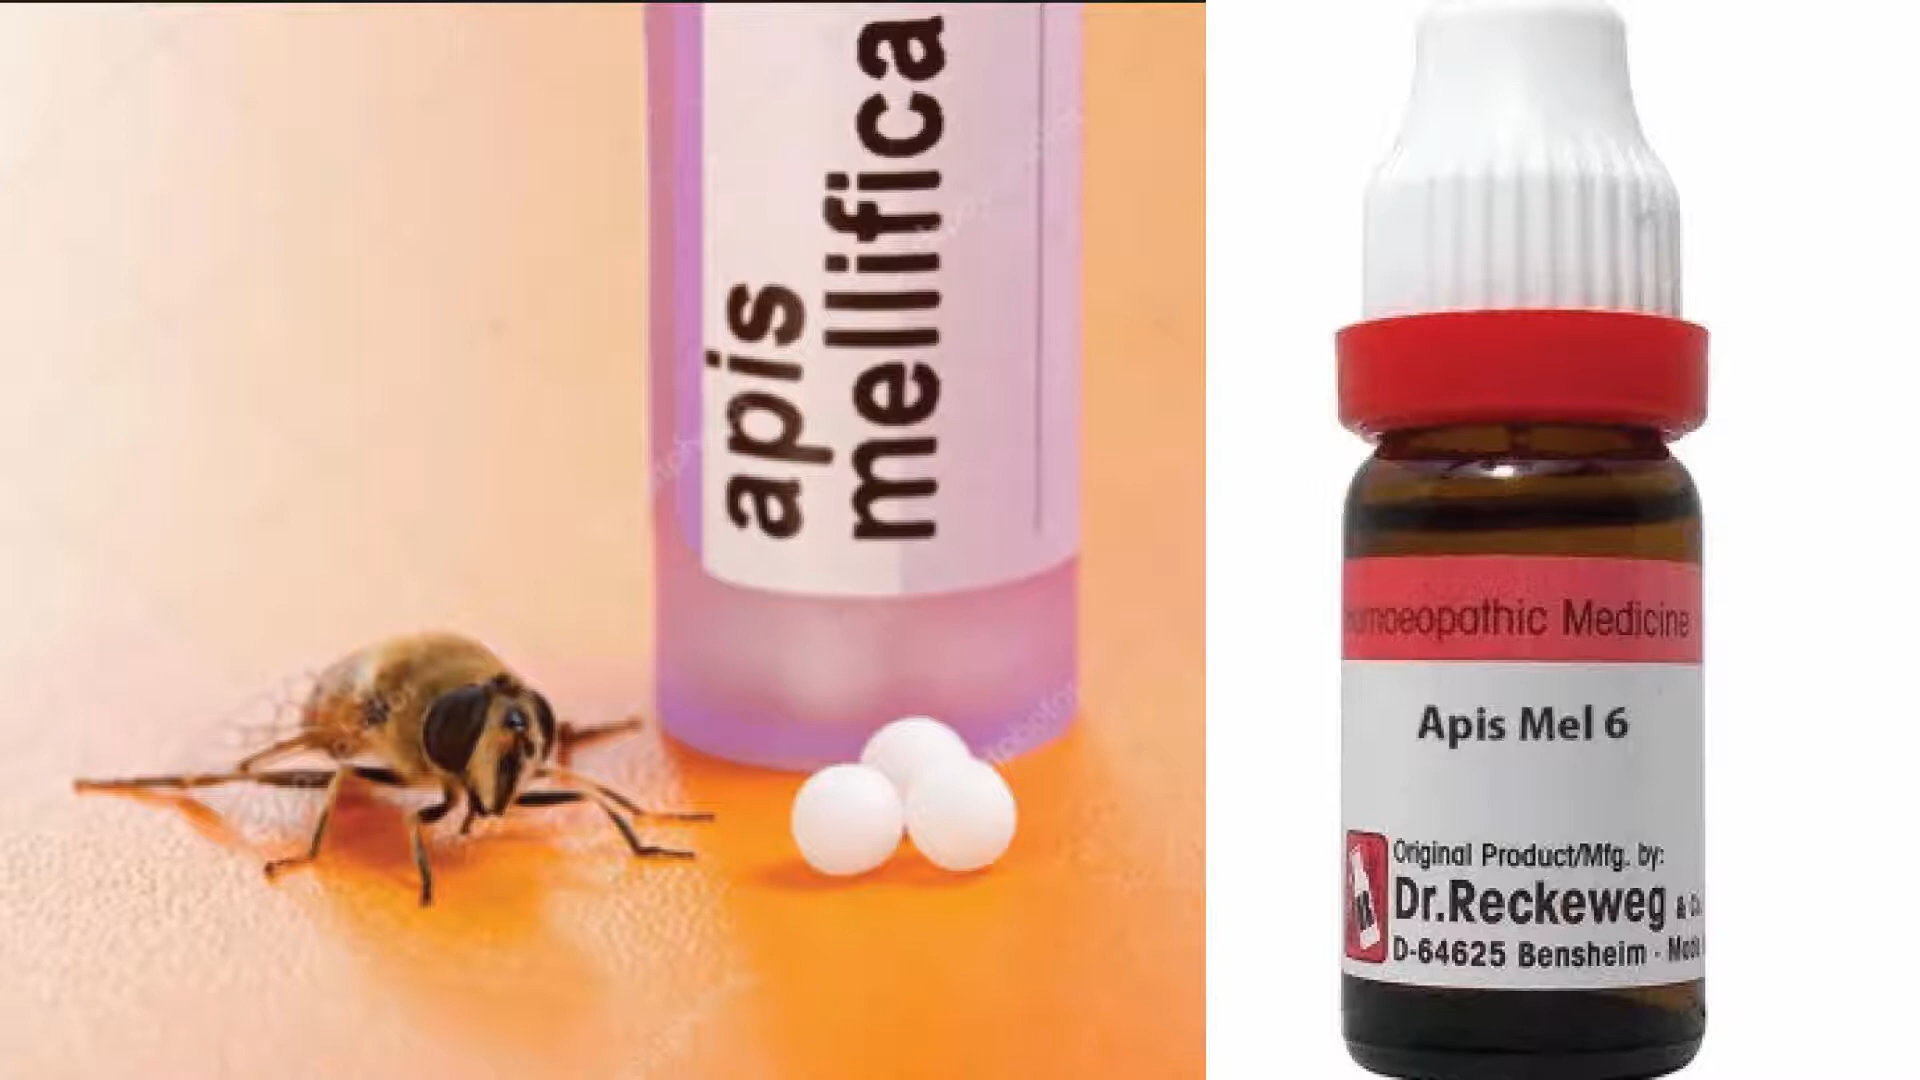 apis
mellifica
Homoeopathic Medicine
Apis Mel 6
Original Product/Mfg. by:
Dr.Reckeweg &
D-64625 Bensheim -